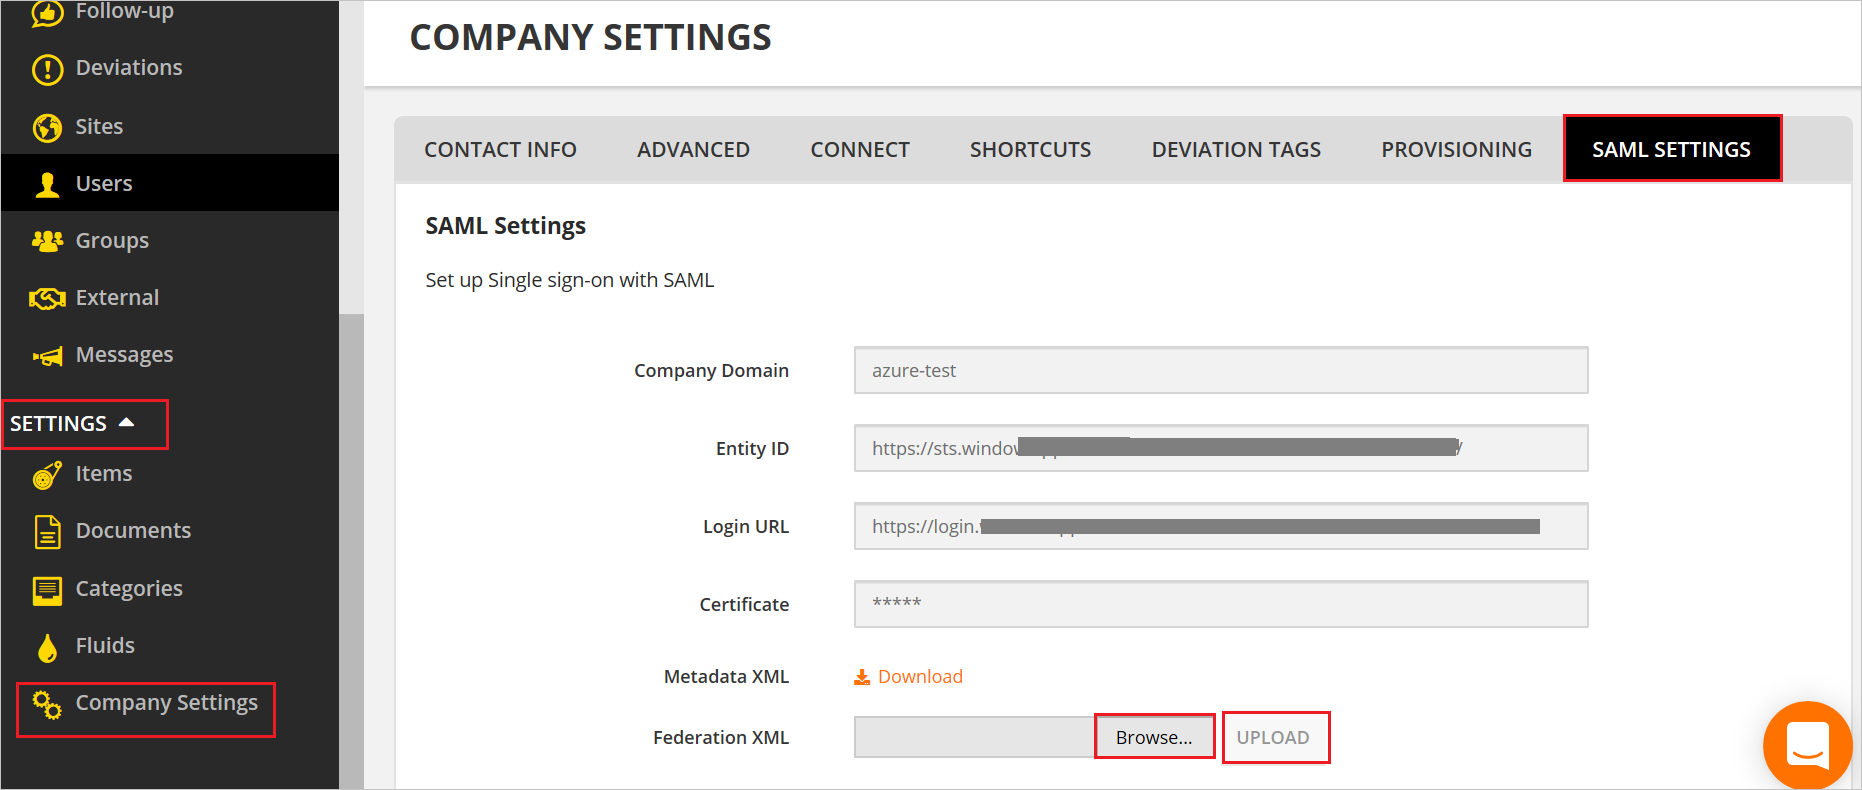 Follow-up
Deviations
Sites
Users
Groups
External
Messages
SETTINGS
Items
Documents
Categories
Fluids
Company Settings
COMPANY SETTINGS
CONTACT INFO ADVANCED CONNECT SHORTCUTS DEVIATION TAGS PROVISIONING SAML SETTINGS
SAML Settings
Set up Single sign-on with SAML
Company Domain azure-test
Entity ID https://sts.windo /
Login URL https://login.
Certificate *****
Metadata XML Download
Federation XML Browse... UPLOAD